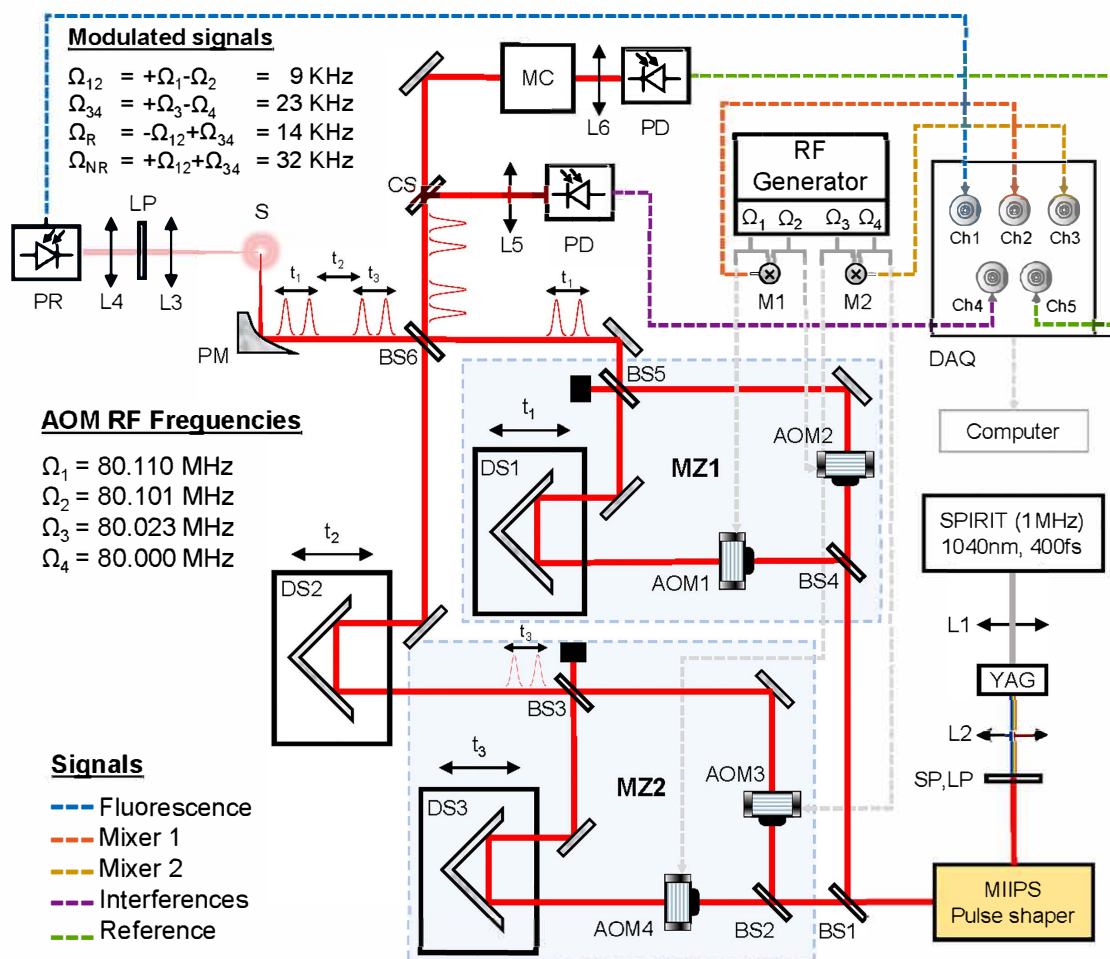 Modulated signals
Ω12 = +Ω1-Ω2 = 9 KHz
Ω34 = +Ω3-Ω4 = 23 KHz
ΩR = -Ω12+Ω34 = 14 KHz
ΩNR = +Ω12+Ω34 = 32 KHz
MC
L6
PD
CS
L5
PD
RF
Generator
Ω1 Ω2 Ω3 Ω4
M1
M2
Ch1
Ch2
Ch3
Ch4
Ch5
DAQ
Computer
LP
S
PR
L4
L3
PM
t1
t2
t3
t1
BS6
BS5
AOM RF Frequencies
Ω1 = 80.110 MHz
Ω2 = 80.101 MHz
Ω3 = 80.023 MHz
Ω4 = 80.000 MHz
t1
DS1
MZ1
AOM2
AOM1
BS4
SPIRIT (1MHz)
1040nm, 400fs
L1
YAG
L2
SP,LP
MIIPS
Pulse shaper
t2
DS2
t3
BS3
t3
DS3
MZ2
AOM3
AOM4
BS2
BS1
Signals
Fluorescence
Mixer 1
Mixer 2
Interferences
Reference